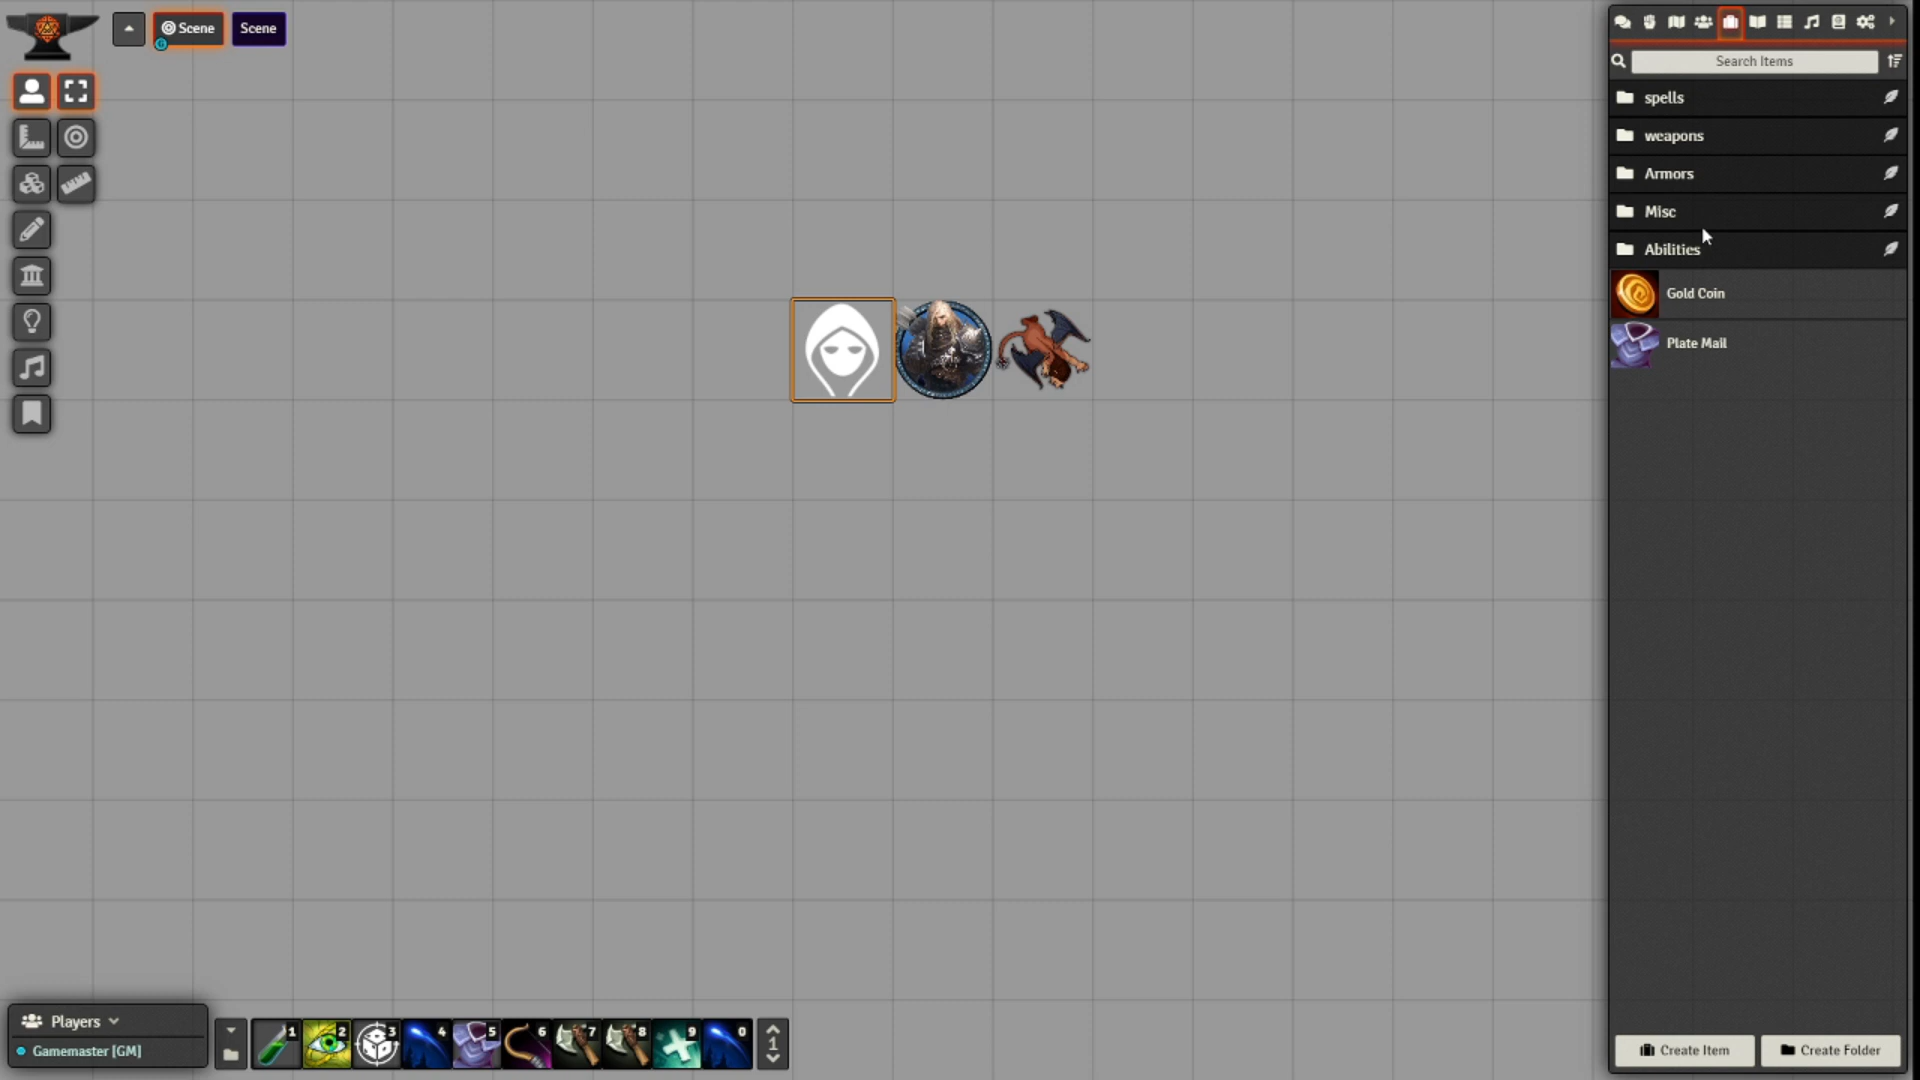 Scene
G
Scene
Search Items
spells
weapons
Armors
Misc
Abilities
Gold Coin
Plate Mail
Players
Gamemaster [GM]
1
2
3
4
5
6
7
8
9
0
1
Create Item
Create Folder